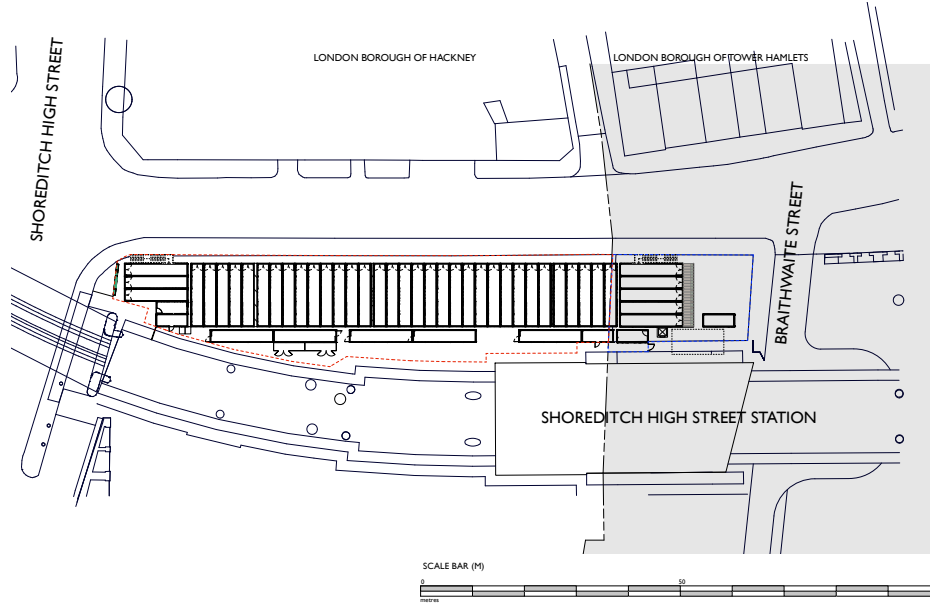 LONDON BOROUGH OF HACKNEY
LONDON BOROUGH OF TOWER HAMLETS
SHOREDITCH HIGH STREET
BRAITHWAITE STREET
SHOREDITCH HIGH STREET STATION
SCALE BAR (M)
0 50
metres